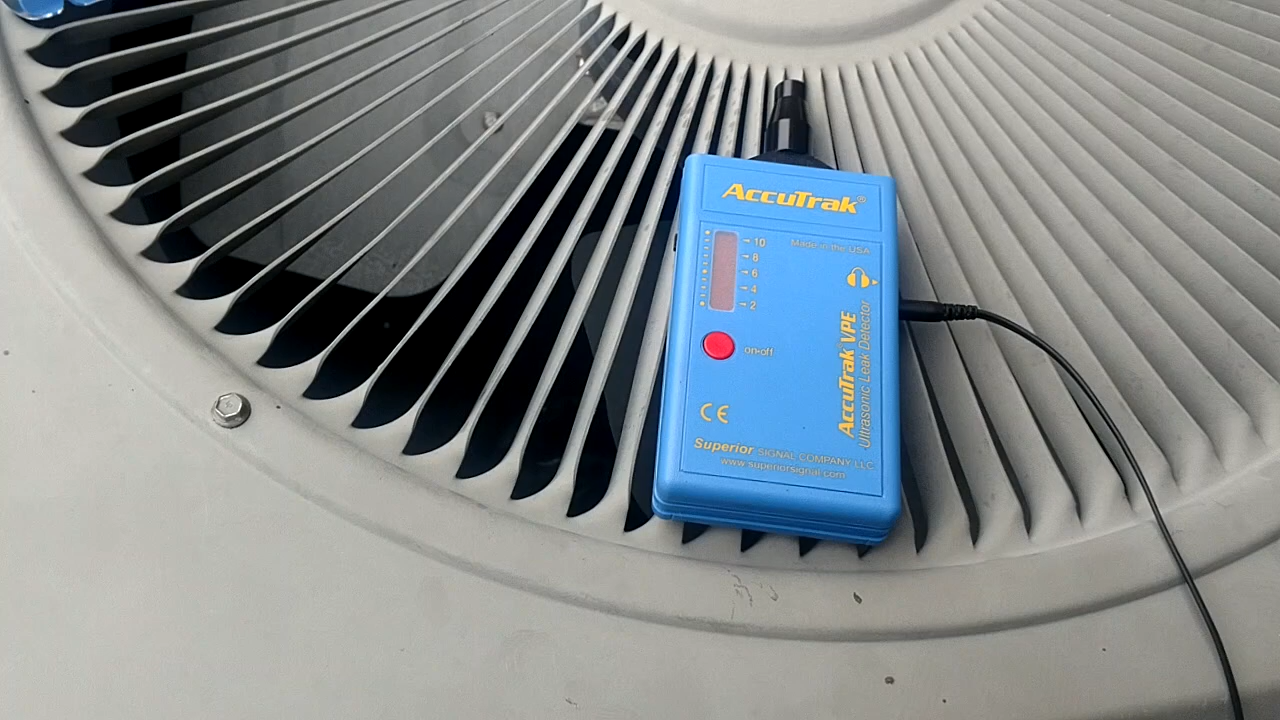 AccuTrak®
Made in the USA
10
8
6
4
2
on-off
AccuTrak VPE
Ultrasonic Leak Detector
CE
Superior SIGNAL COMPANY LLC.
www.superiorsignal.com